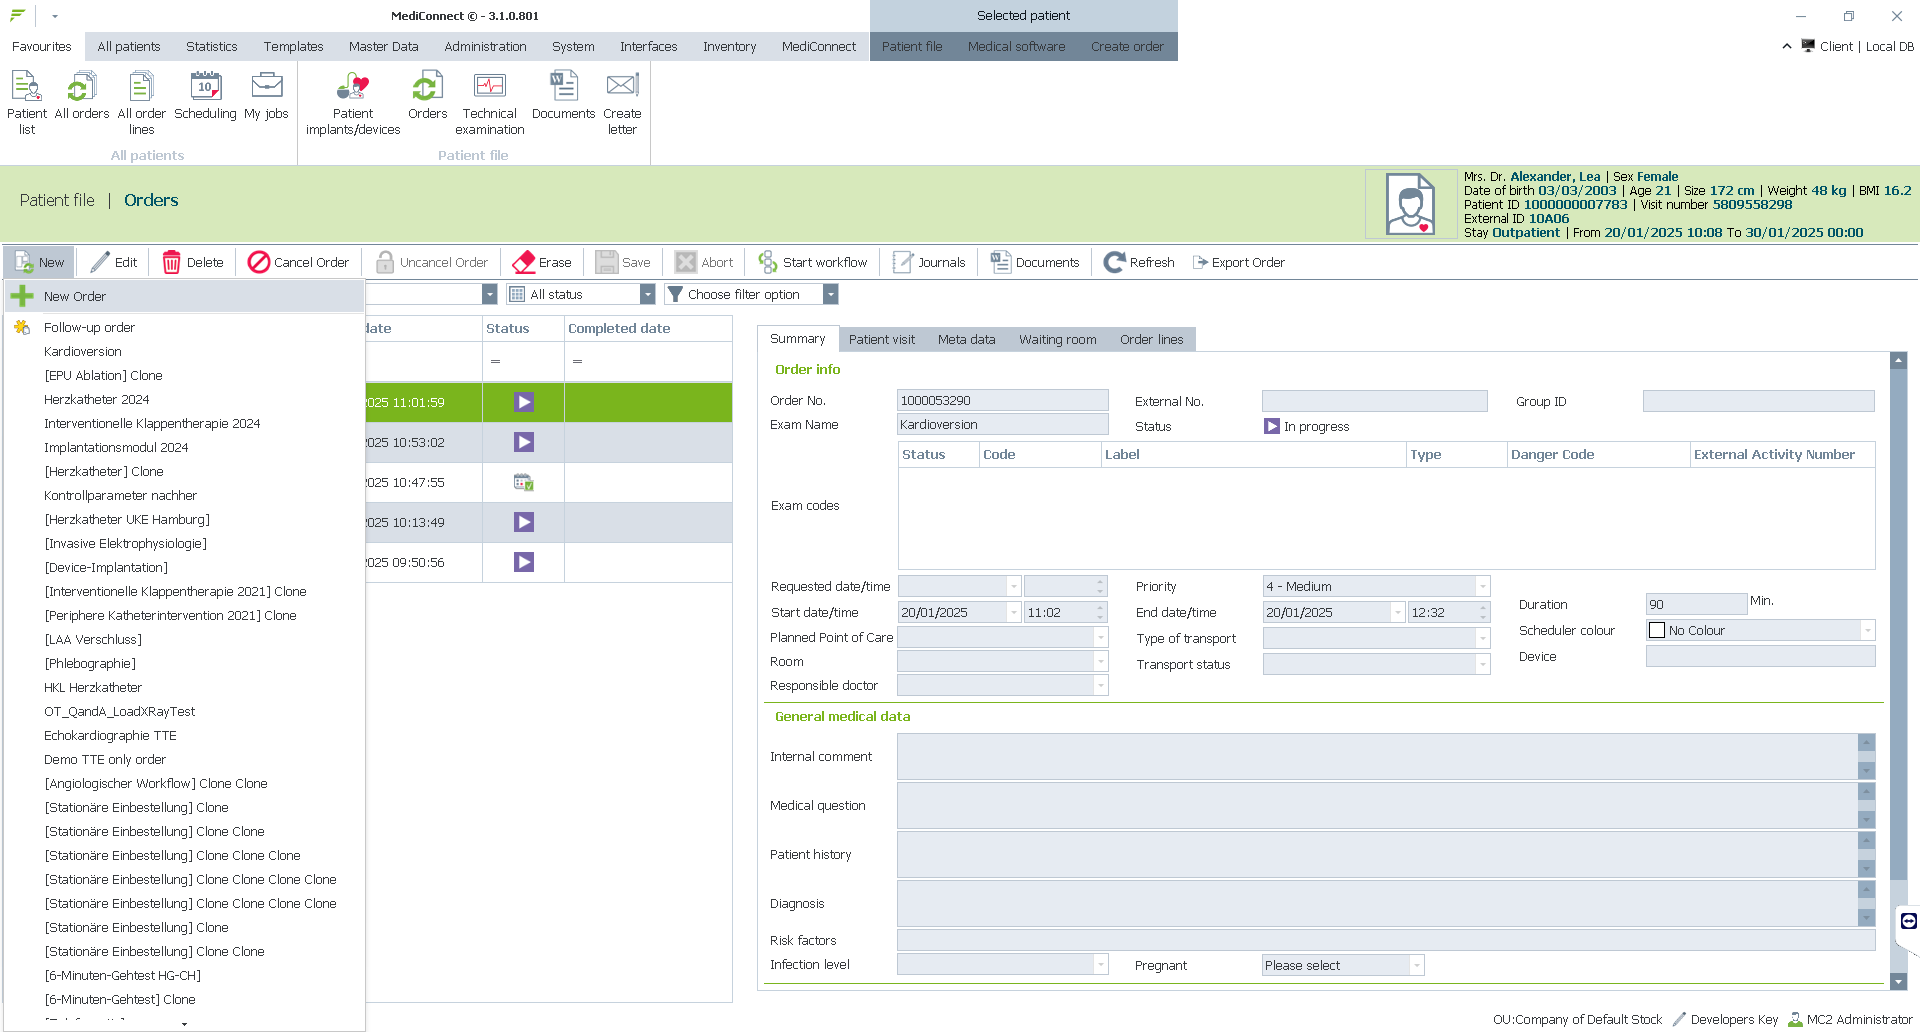 MediConnect © - 3.1.0.801
Selected patient
Favourites All patients Statistics Templates Master Data Administration System Interfaces Inventory MediConnect Patient file Medical software Create order
Client | Local DB
Patient list All orders All order lines Scheduling My jobs Patient implants/devices Orders Technical examination Documents Create letter
All patients
Patient file
Patient file | Orders
Mrs. Dr. Alexander, Lea | Sex Female
Date of birth 03/03/2003 | Age 21 | Size 172 cm | Weight 48 kg | BMI 16.2
Patient ID 1000000007783 | Visit number 5809558298
External ID 10A06
Stay Outpatient | From 20/01/2025 10:08 To 30/01/2025 00:00
New Edit Delete Cancel Order Uncancel Order Erase Save Abort Start workflow Journals Documents Refresh Export Order
New Order
Follow-up order
Kardioversion
[EPU Ablation] Clone
Herzkatheter 2024
Interventionelle Klappentherapie 2024
Implantationsmodul 2024
[Herzkatheter] Clone
Kontrollparameter nachher
[Herzkatheter UKE Hamburg]
[Invasive Elektrophysiologie]
[Device-Implantation]
[Interventionelle Klappentherapie 2021] Clone
[Periphere Katheterintervention 2021] Clone
[LAA Verschluss]
[Phlebographie]
HKL Herzkatheter
OT_QandA_LoadXRayTest
Echokardiographie TTE
Demo TTE only order
[Angiologischer Workflow] Clone Clone
[Stationäre Einbestellung] Clone
[Stationäre Einbestellung] Clone Clone
[Stationäre Einbestellung] Clone Clone Clone
[Stationäre Einbestellung] Clone Clone Clone Clone
[Stationäre Einbestellung] Clone Clone Clone Clone
[Stationäre Einbestellung] Clone
[Stationäre Einbestellung] Clone Clone
[6-Minuten-Gehtest HG-CH]
[6-Minuten-Gehtest] Clone
All status Choose filter option
date Status Completed date
= =
025 11:01:59
025 10:53:02
025 10:47:55
025 10:13:49
025 09:50:56
Summary Patient visit Meta data Waiting room Order lines
Order info
Order No. 1000053290 External No. Group ID
Exam Name Kardioversion Status In progress
Status Code Label Type Danger Code External Activity Number
Exam codes
Requested date/time Priority 4 - Medium
Duration 90 Min.
Start date/time 20/01/2025 11:02 End date/time 20/01/2025 12:32
Scheduler colour No Colour
Planned Point of Care Type of transport
Device
Room Transport status
Responsible doctor
General medical data
Internal comment
Medical question
Patient history
Diagnosis
Risk factors
Infection level Pregnant Please select
OU:Company of Default Stock Developers Key MC2 Administrator